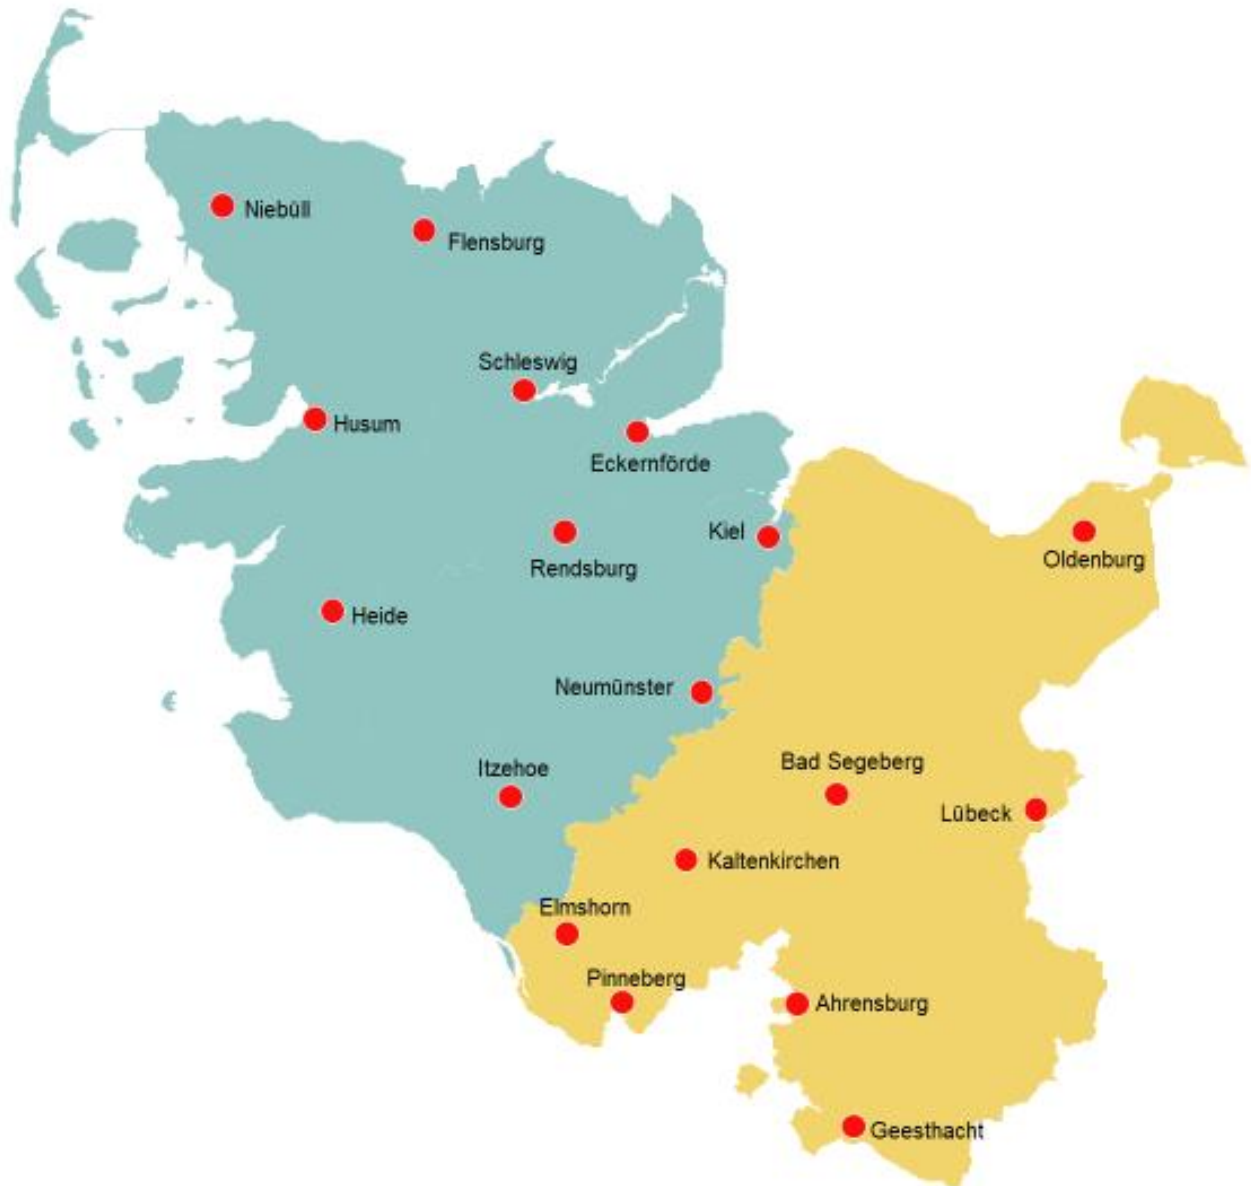 Niebüll
Flensburg
Schleswig
Husum
Eckernförde
Kiel
Oldenburg
Rendsburg
Heide
Neumünster
Itzehoe
Bad Segeberg
Lübeck
Kaltenkirchen
Elmshorn
Pinneberg
Ahrensburg
Geesthacht